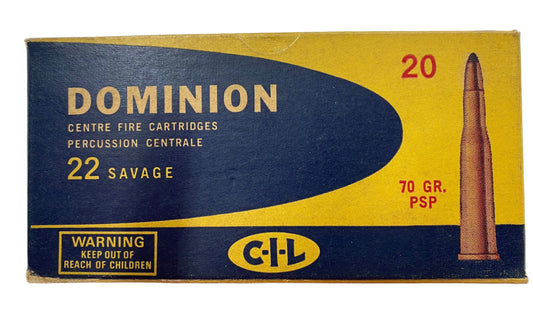 20
DOMINION
CENTRE FIRE CARTRIDGES
PERCUSSION CENTRALE
22 SAVAGE
70 GR.
PSP
WARNING
KEEP OUT OF
REACH OF CHILDREN
C-I-L